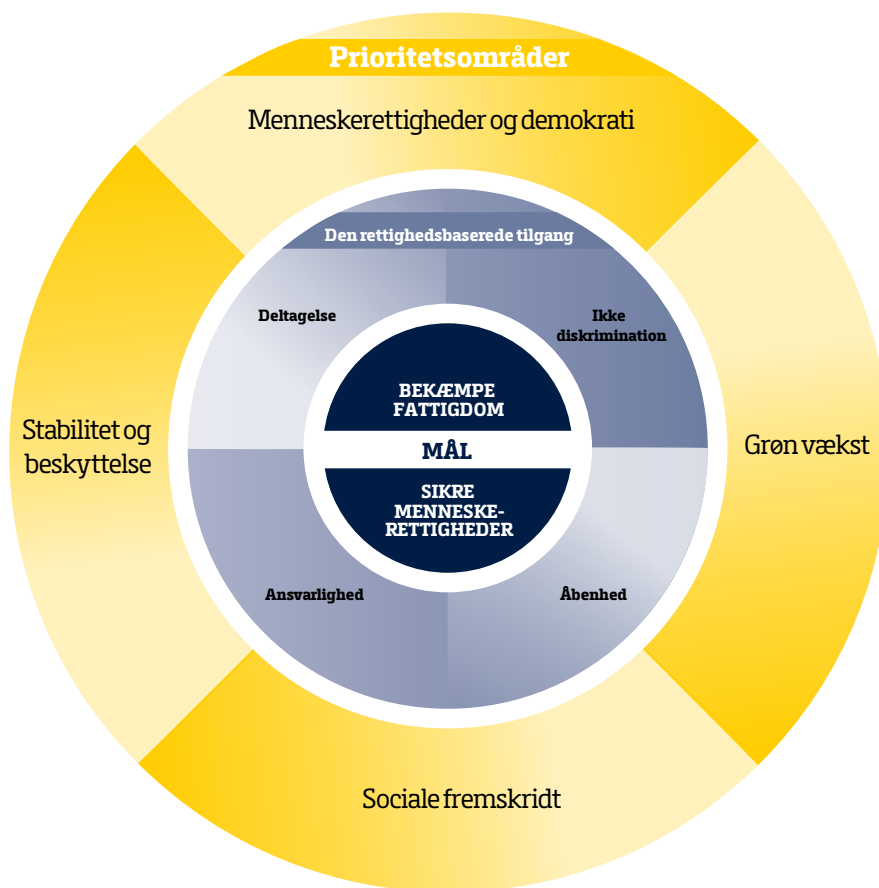 Prioritetsområder
Menneskerettigheder og demokrati
Den rettighedsbaserede tilgang
Deltagelse
Ikke
diskrimination
BEKÆMPE
FATTIGDOM
Stabilitet og
beskyttelse
MÅL
Grøn vækst
SIKRE
MENNESKE-
RETTIGHEDER
Ansvarlighed
Åbenhed
Sociale fremskridt